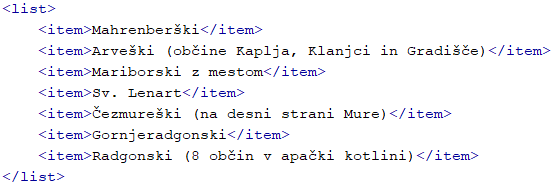 <list>
<item>Mahrenberški</item>
<item>Arveški (občine Kaplja, Klanjci in Gradišče)</item>
<item>Mariborski z mestom</item>
<item>Sv. Lenart</item>
<item>Čezmureški (na desni strani Mure)</item>
<item>Gornjeradgonski</item>
<item>Radgonski (8 občin v apački kotlini)</item>
</list>